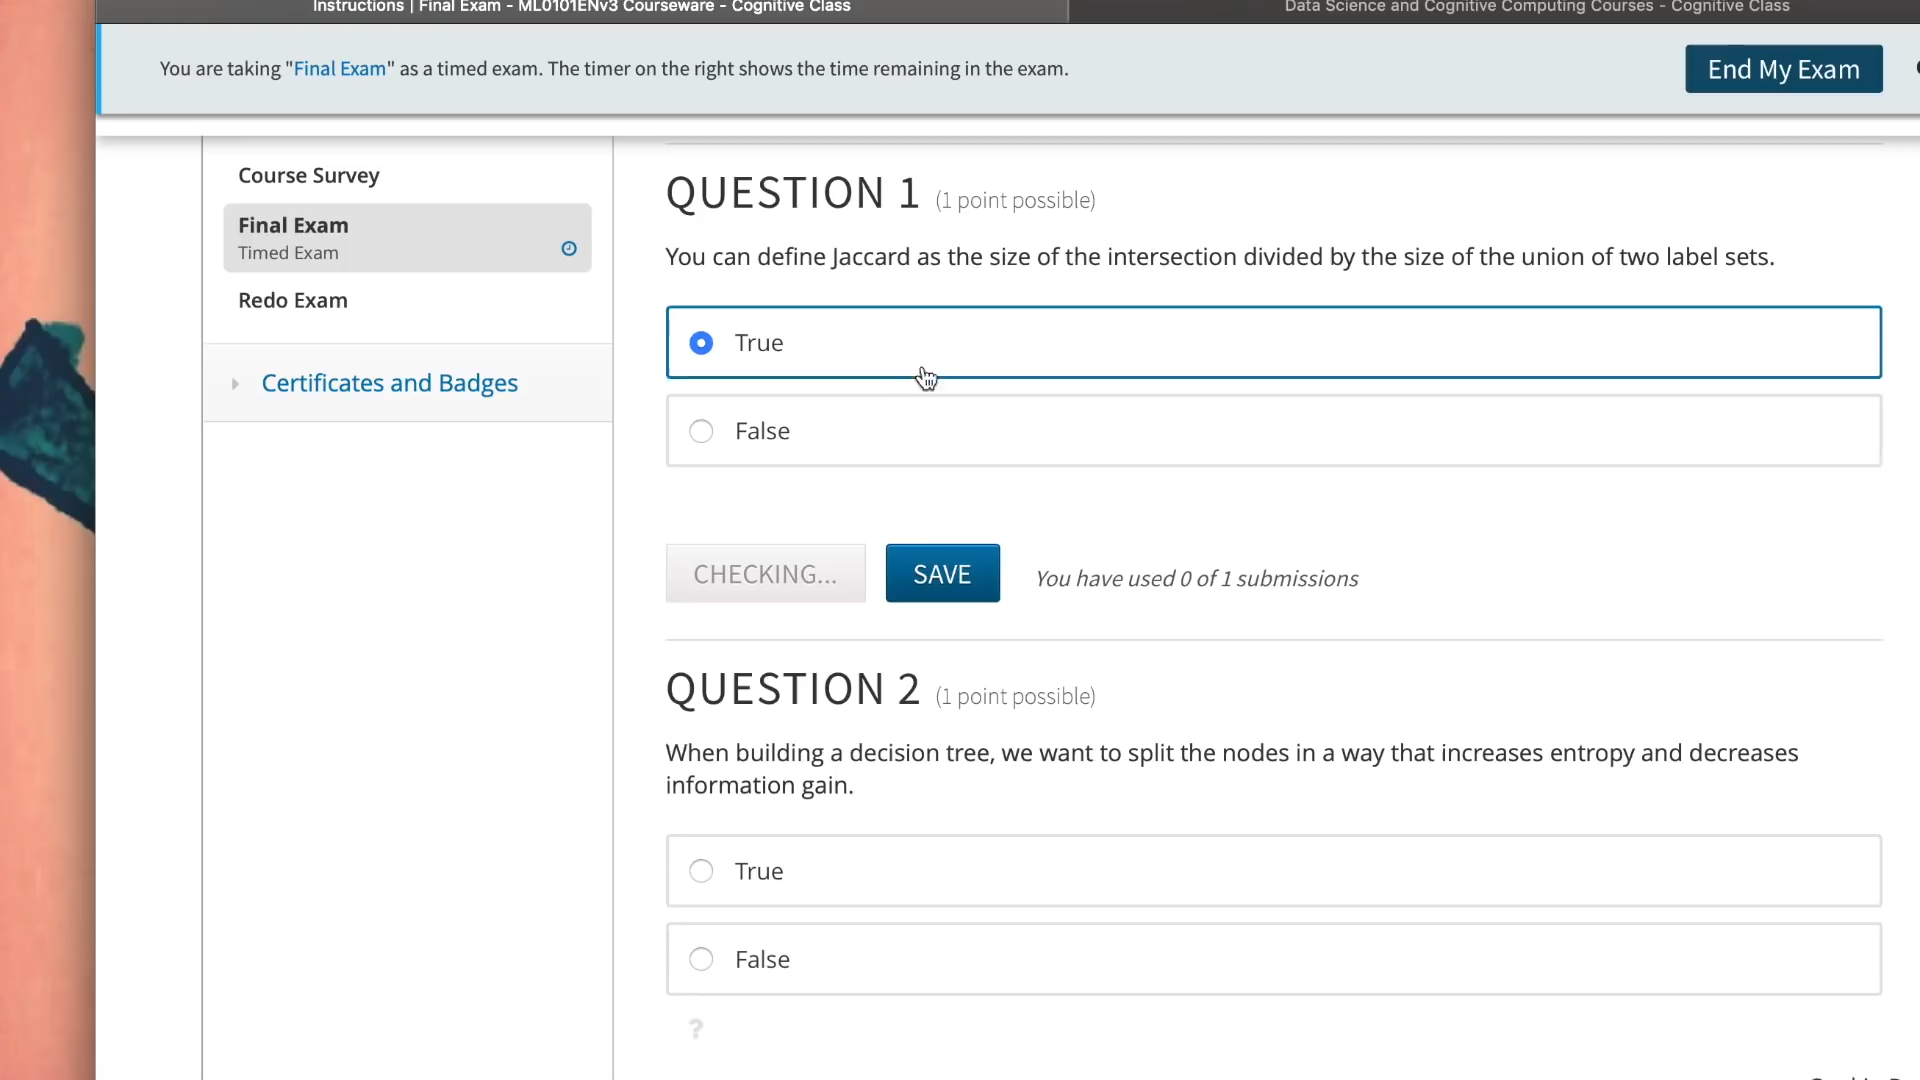 Instructions | Final Exam - ML0101ENv3 Courseware - Cognitive Class
Data Science and Cognitive Computing Courses - Cognitive Class
You are taking "Final Exam" as a timed exam. The timer on the right shows the time remaining in the exam.
End My Exam
Course Survey
Final Exam
Timed Exam
Redo Exam
Certificates and Badges
QUESTION 1 (1 point possible)
You can define Jaccard as the size of the intersection divided by the size of the union of two label sets.
True
False
CHECKING...
SAVE
You have used 0 of 1 submissions
QUESTION 2 (1 point possible)
When building a decision tree, we want to split the nodes in a way that increases entropy and decreases
information gain.
True
False
?